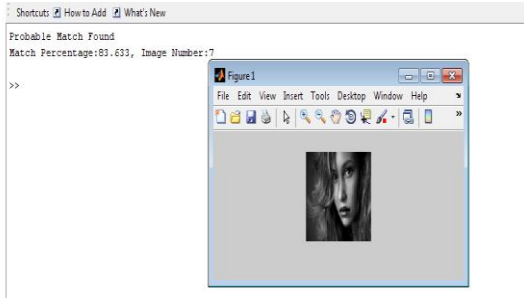 Shortcuts How to Add What's New
Probable Match Found
Match Percentage:83.633, Image Number:7
>>
Figure 1
File Edit View Insert Tools Desktop Window Help